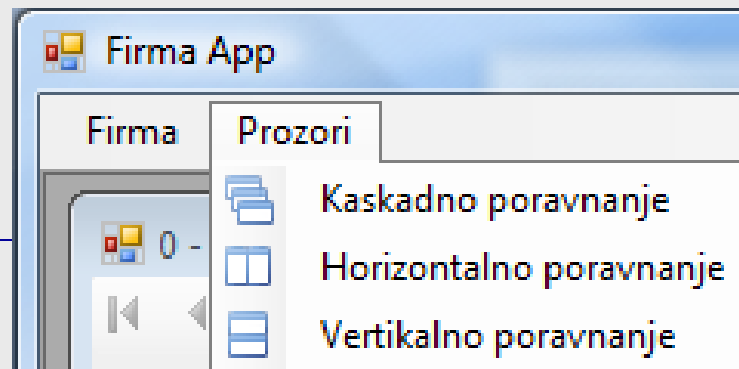 Firma App
Firma Prozori
Kaskadno poravnanje
0 - Horizontalno poravnanje
Vertikalno poravnanje